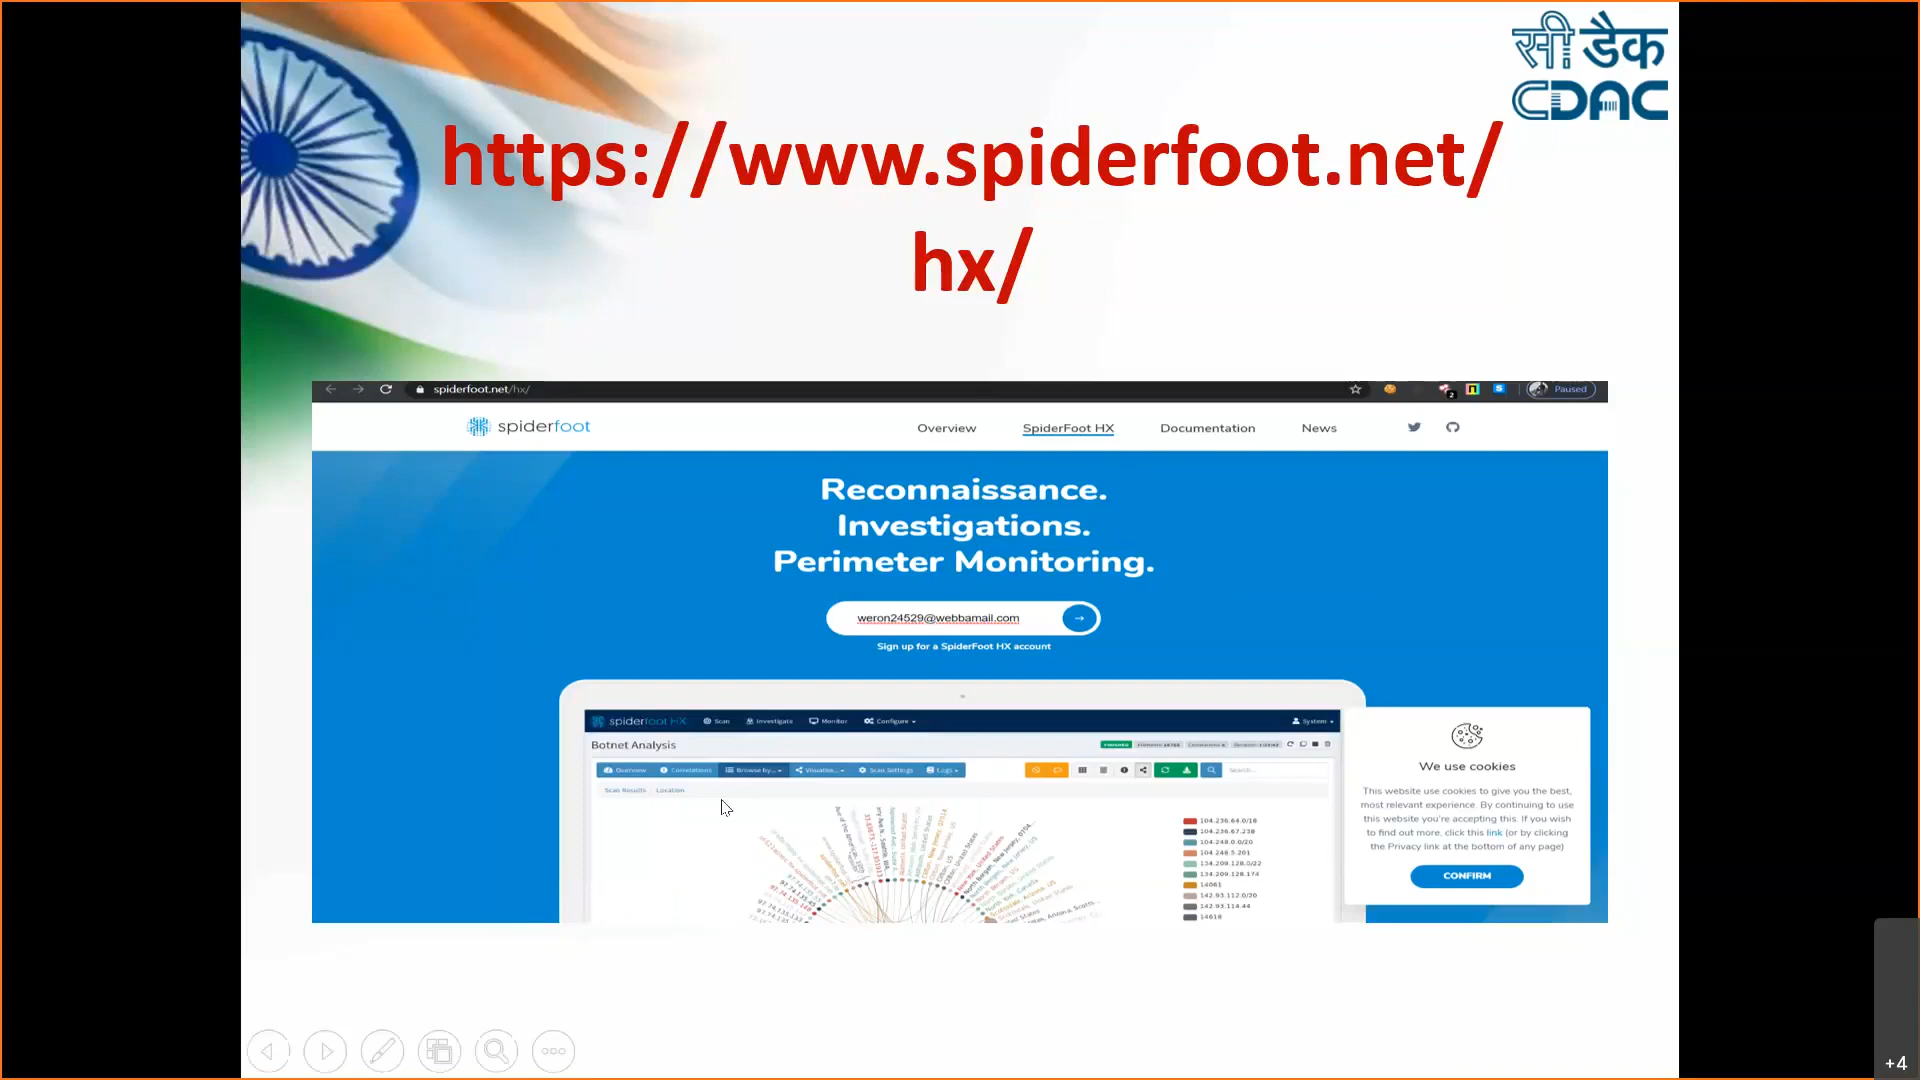 सी डैक
CDAC
https://www.spiderfoot.net/
hx/
spiderfoot.net/hx/
2
Paused
spiderfoot
Overview
SpiderFoot HX
Documentation
News
Reconnaissance.
Investigations.
Perimeter Monitoring.
weron24529@webbamail.com
Sign up for a SpiderFoot HX account
spiderfoot HX
Scan
Investigate
Monitor
Configure
System
Botnet Analysis
FINISHED
Overview
Correlations
Browse by...
Visualise...
Scan Settings
Logs
Search...
Scan Results
Location
104.236.64.0/18
104.236.67.238
104.248.0.0/20
104.248.5.201
134.209.128.0/22
134.209.128.174
14061
142.93.112.0/20
142.93.114.44
14618
We use cookies
This website use cookies to give you the best,
most relevant experience. By continuing to use
this website you're accepting this. If you wish
to find out more, click this link (or by clicking
the Privacy link at the bottom of any page)
CONFIRM
+4